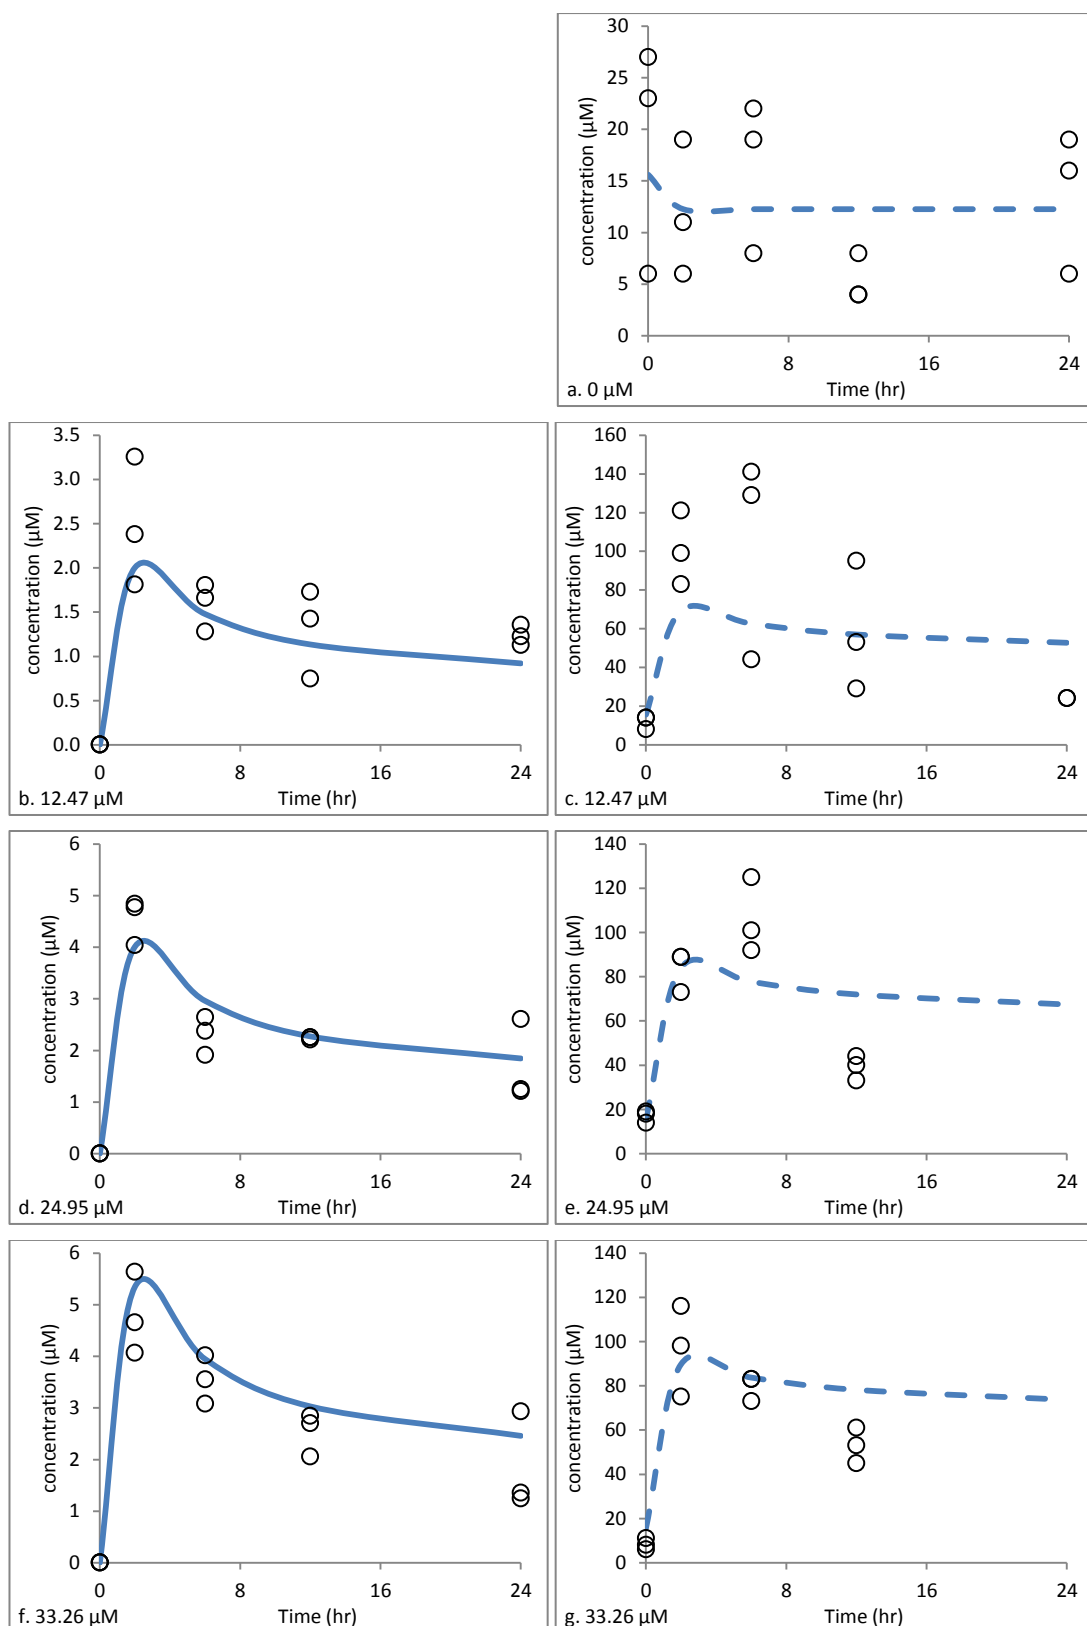 30
25
20
15
10
5
0
concentration (µM)
0 8 16 24
a. 0 µM Time (hr)
3.5
3.0
2.5
2.0
1.5
1.0
0.5
0.0
concentration (µM)
0 8 16 24
b. 12.47 µM Time (hr)
160
140
120
100
80
60
40
20
0
concentration (µM)
0 8 16 24
c. 12.47 µM Time (hr)
6
5
4
3
2
1
0
concentration (µM)
0 8 16 24
d. 24.95 µM Time (hr)
140
120
100
80
60
40
20
0
concentration (µM)
0 8 16 24
e. 24.95 µM Time (hr)
6
5
4
3
2
1
0
concentration (µM)
0 8 16 24
f. 33.26 µM Time (hr)
140
120
100
80
60
40
20
0
concentration (µM)
0 8 16 24
g. 33.26 µM Time (hr)